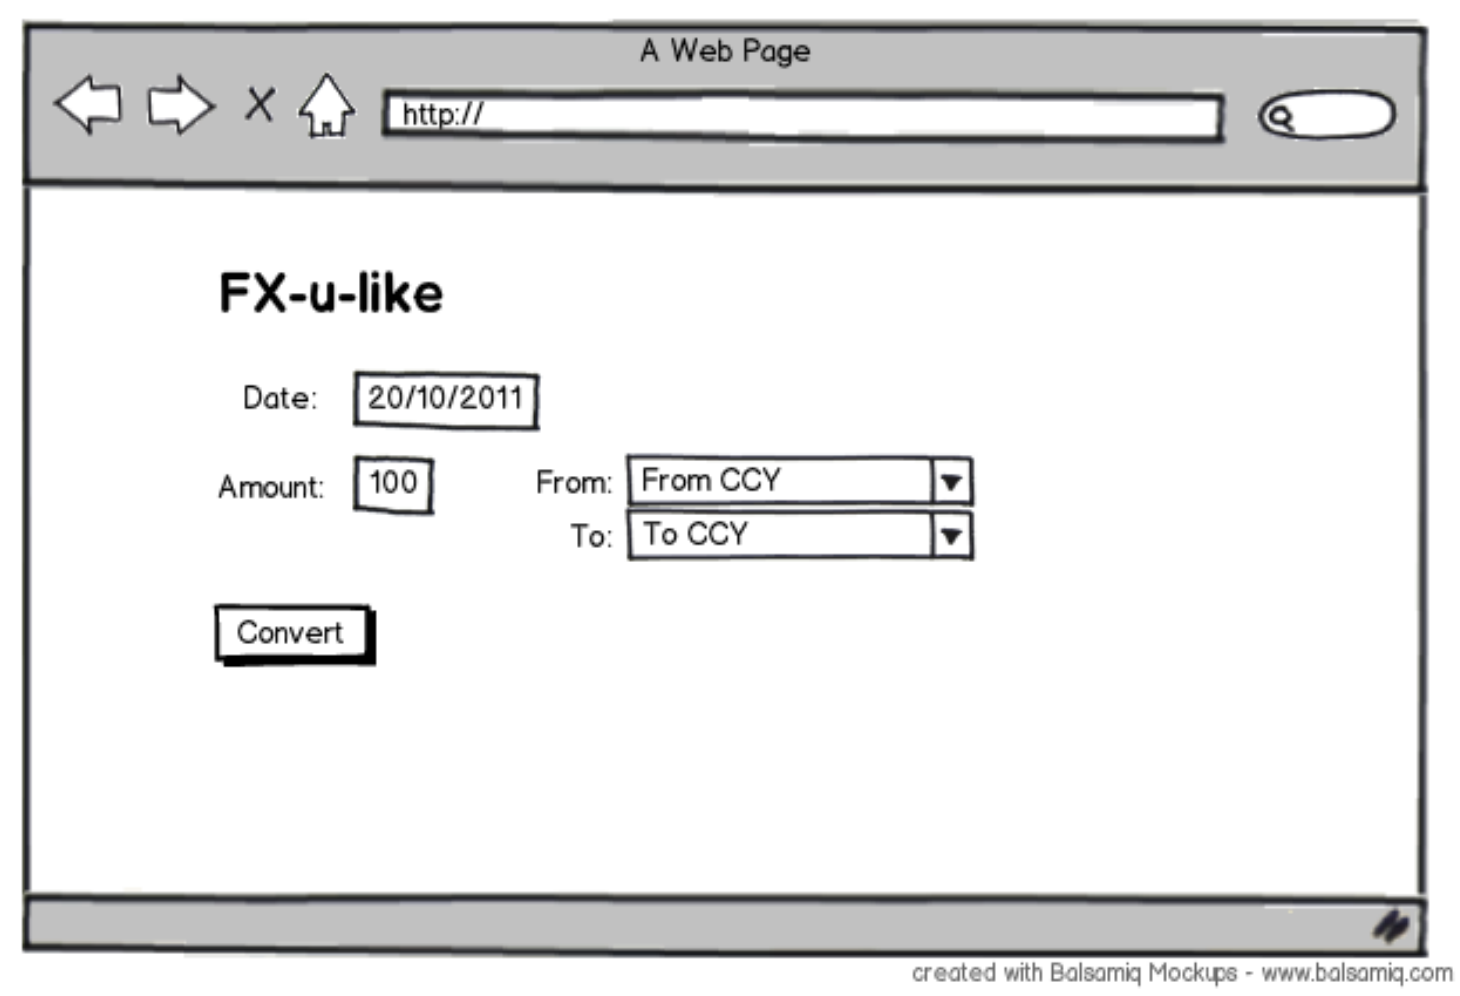 A Web Page
http://
FX-u-like
Date: 20/10/2011
Amount: 100 From: From CCY
To: To CCY
Convert
created with Balsamiq Mockups - www.balsamiq.com